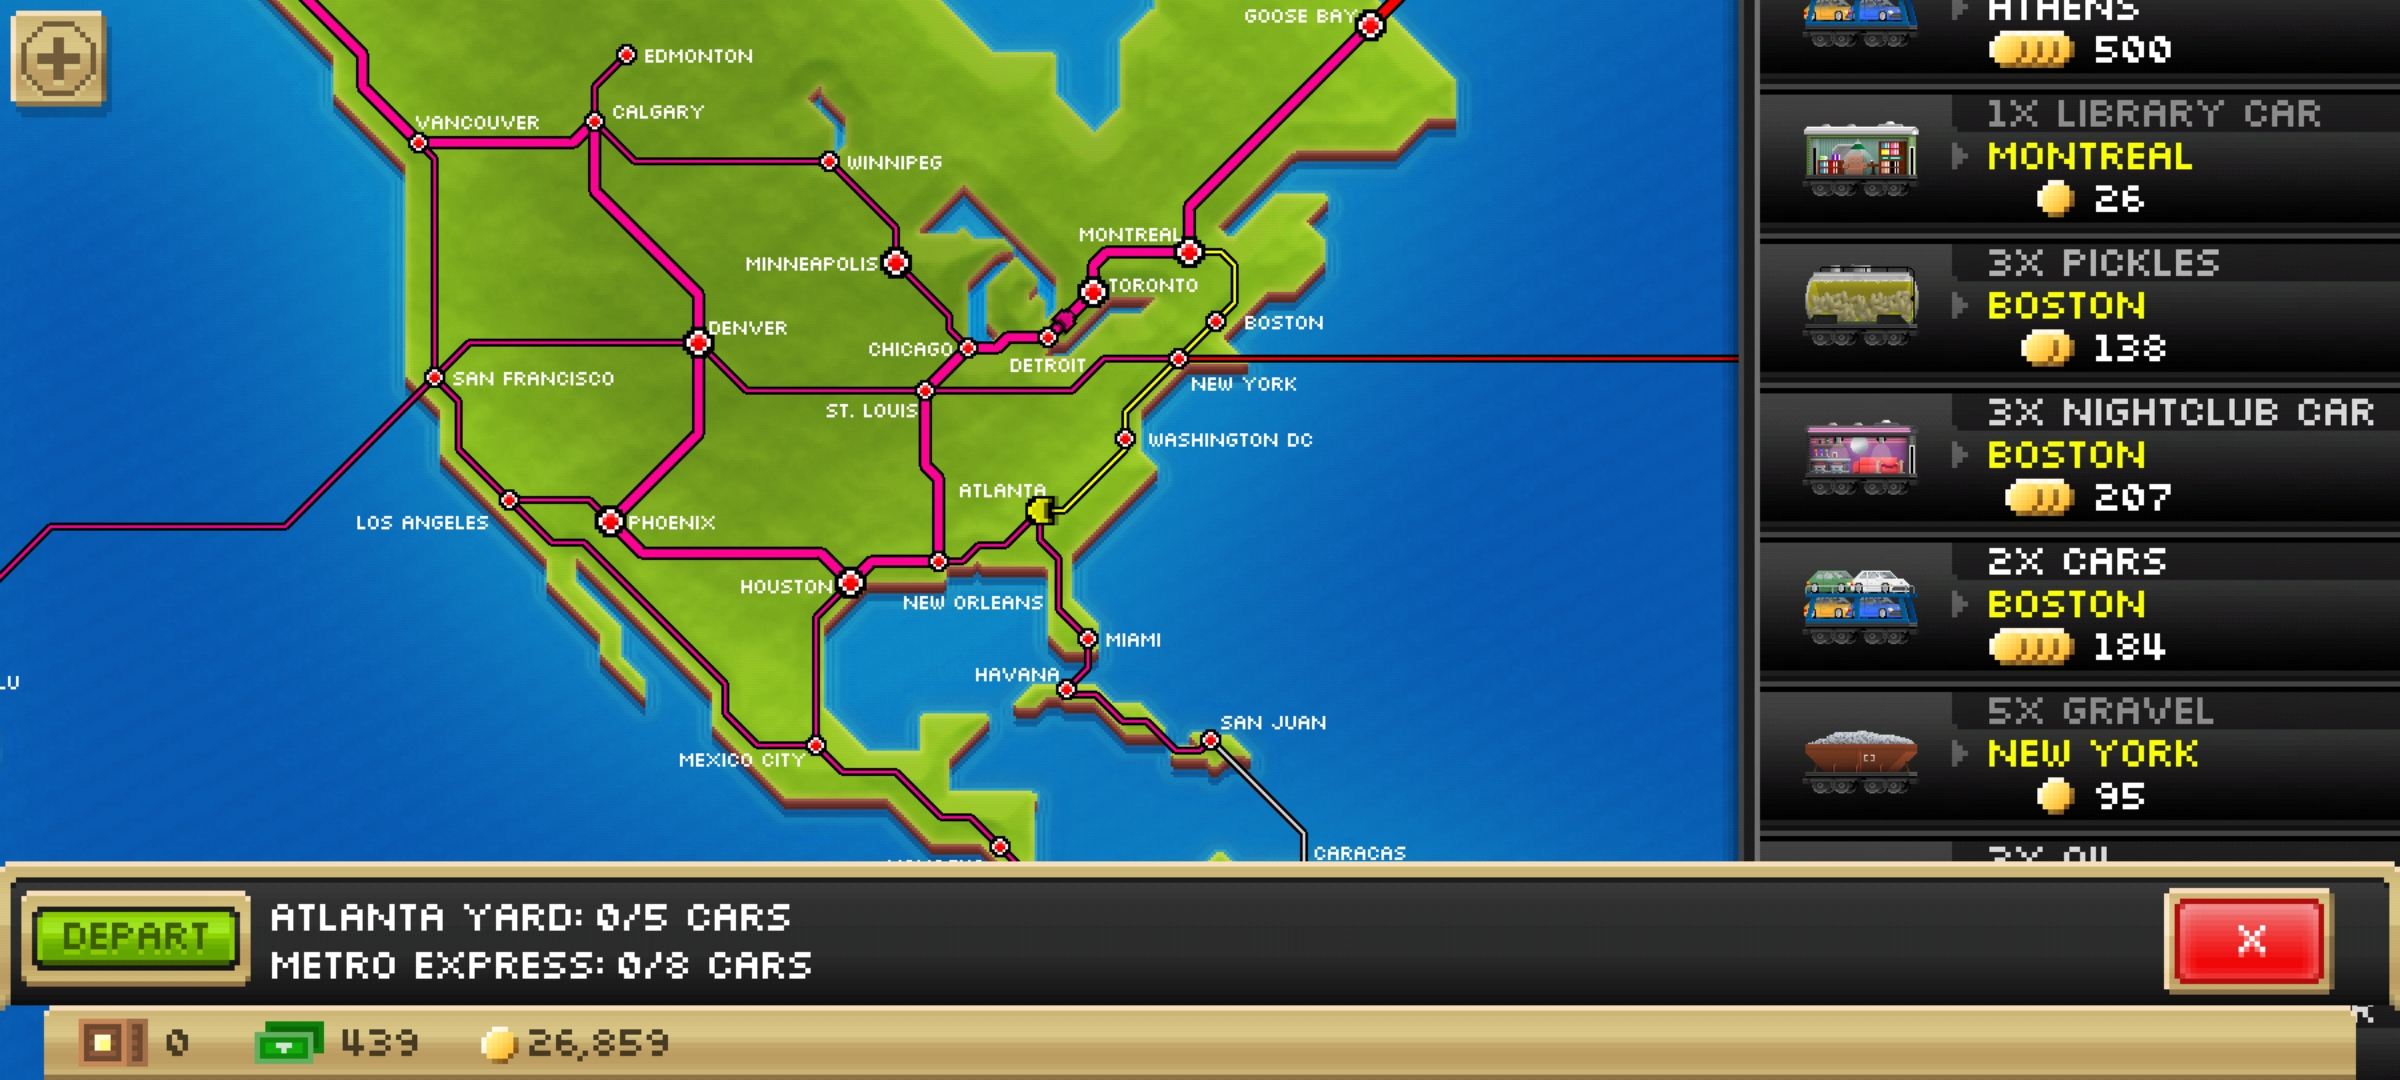 GOOSE BAY
EDMONTON
CALGARY
VANCOUVER
WINNIPEG
MONTREAL
MINNEAPOLIS
TORONTO
BOSTON
DENVER
CHICAGO
DETROIT
NEW YORK
SAN FRANCISCO
ST. LOUIS
WASHINGTON DC
ATLANTA
LOS ANGELES
PHOENIX
HOUSTON
NEW ORLEANS
MIAMI
HAVANA
SAN JUAN
MEXICO CITY
CARACAS
LU
ATHENS
500
1X LIBRARY CAR
MONTREAL
26
3X PICKLES
BOSTON
138
3X NIGHTCLUB CAR
BOSTON
207
2X CARS
BOSTON
184
5X GRAVEL
NEW YORK
95
DEPART
ATLANTA YARD: 0/5 CARS
METRO EXPRESS: 0/8 CARS
X
0
439
26,859